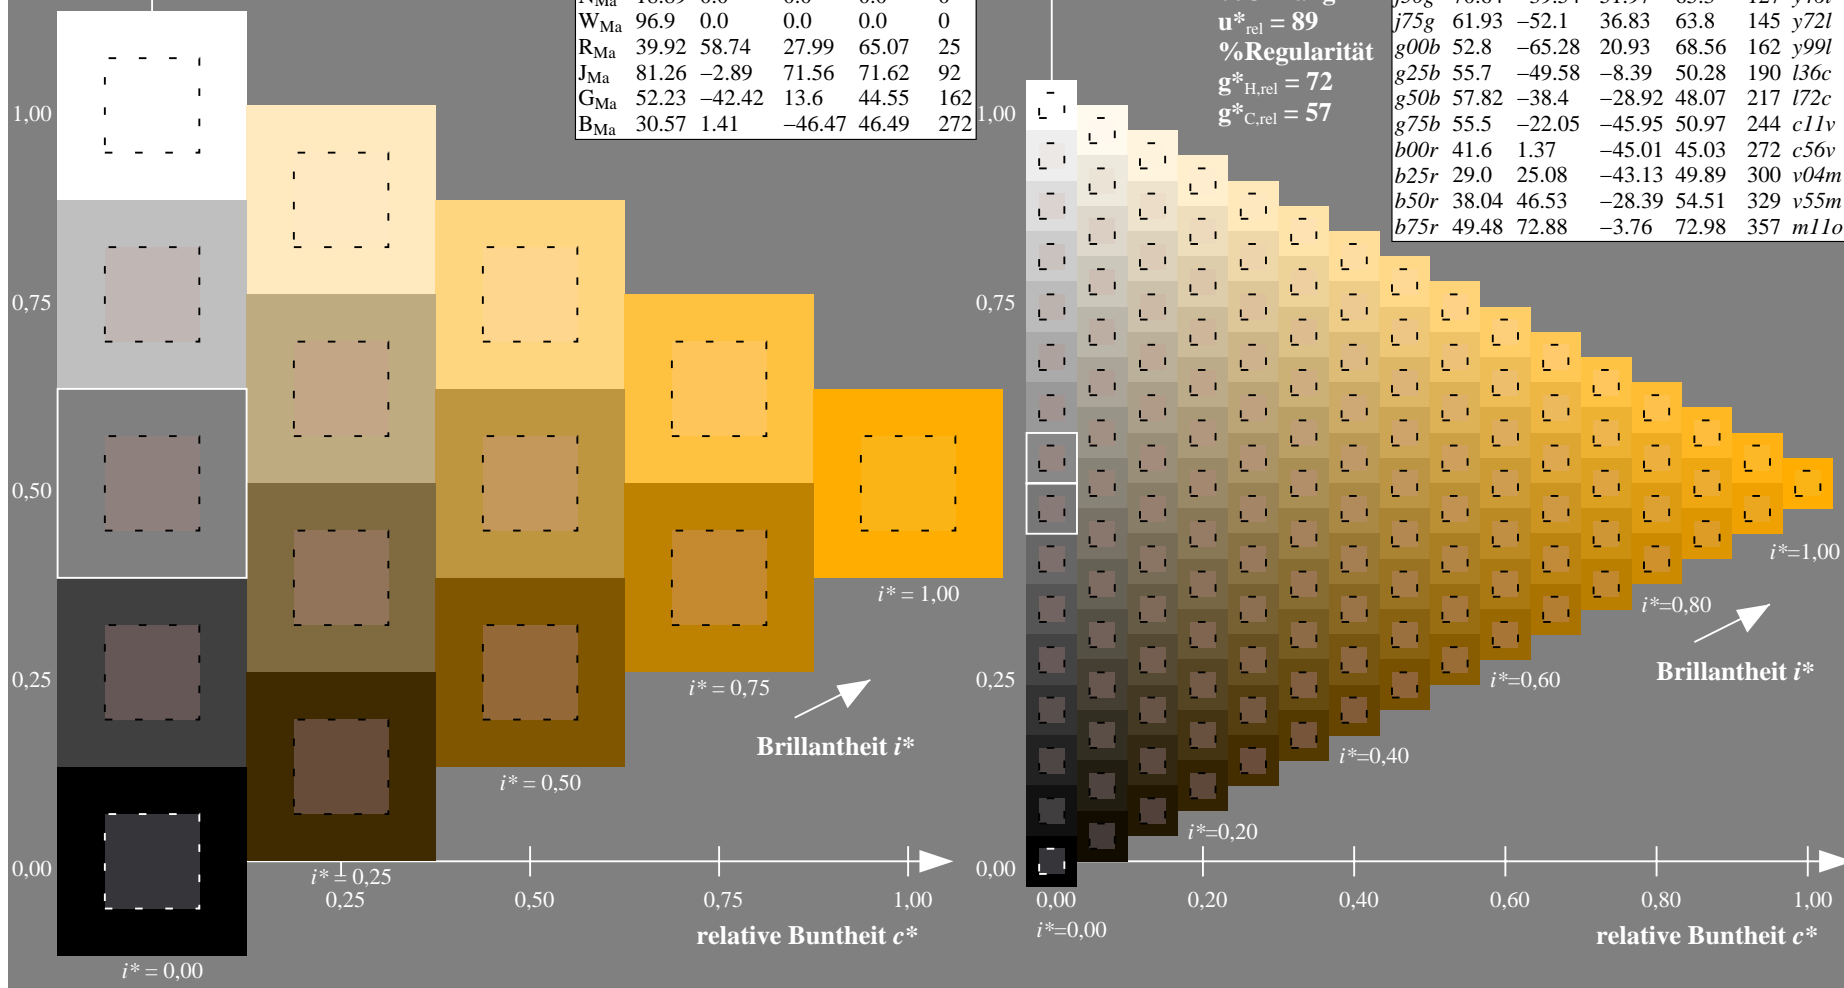 W_Ma 96.9 0.0 0.0 0.0 0
R_Ma 39.92 58.74 27.99 65.07 25
J_Ma 81.26 −2.89 71.56 71.62 92
G_Ma 52.23 −42.42 13.6 44.55 162
B_Ma 30.57 1.41 −46.47 46.49 272
u*rel = 89
%Regularität
g*H,rel = 72
g*C,rel = 57
j75g 61.93 −52.1 36.83 63.8 145 y72l
g00b 52.8 −65.28 20.93 68.56 162 y99l
g25b 55.7 −49.58 −8.39 50.28 190 l36c
g50b 57.82 −38.4 −28.92 48.07 217 l72c
g75b 55.5 −22.05 −45.95 50.97 244 c11v
b00r 41.6 1.37 −45.01 45.03 272 c56v
b25r 29.0 25.08 −43.13 49.89 300 v04m
b50r 38.04 46.53 −28.39 54.51 329 v55m
b75r 49.48 72.88 −3.76 72.98 357 m11o
1,00
0,75
0,50
0,25
0,00
i* = 1,00
i* = 0,75
Brillantheit i*
i* = 0,50
i* = 0,25
0,25 0,50 0,75 1,00
relative Buntheit c*
i* = 0,00
1,00
0,75
0,50
0,25
0,00
i*=1,00
i*=0,80
Brillantheit i*
i*=0,60
i*=0,40
i*=0,20
0,00 0,20 0,40 0,60 0,80 1,00
i*=0,00
relative Buntheit c*